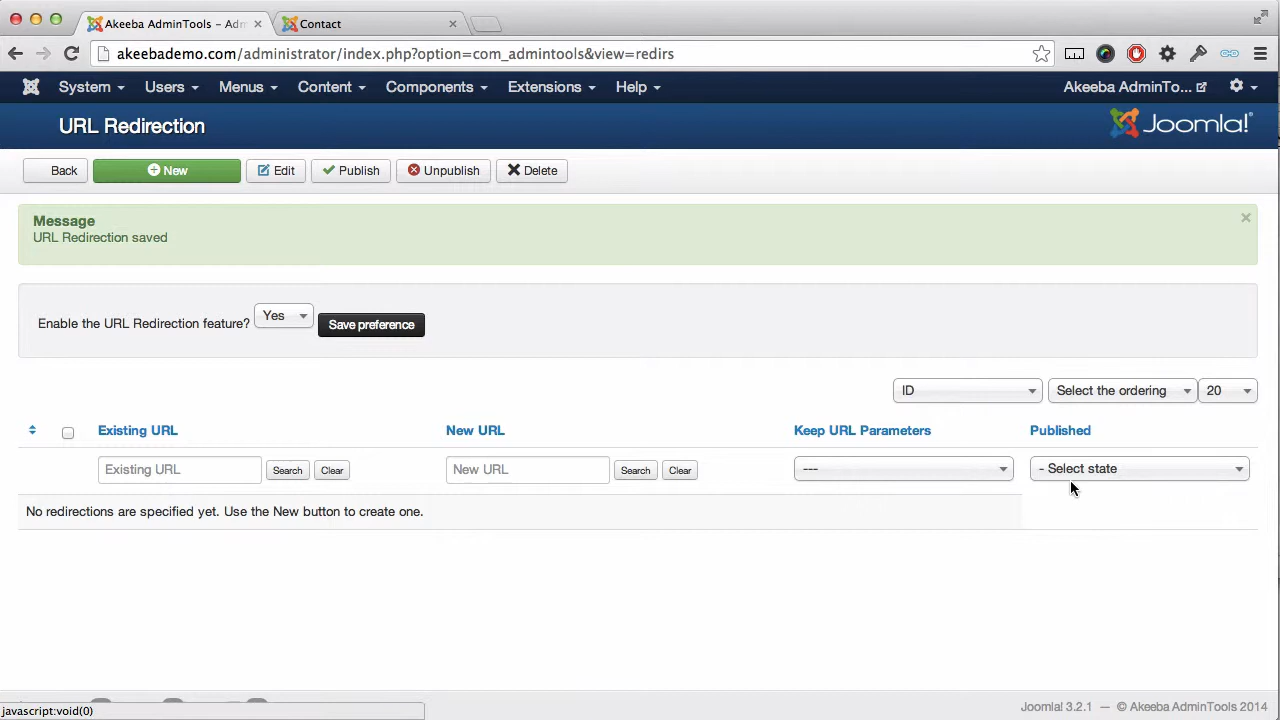 Akeeba AdminTools – Adm
Contact
akeebademo.com/administrator/index.php?option=com_admintools&view=redirs
System Users Menus Content Components Extensions Help Akeeba AdminTo...
URL Redirection
Joomla!
Back New Edit Publish Unpublish Delete
Message
URL Redirection saved
Enable the URL Redirection feature? Yes Save preference
ID Select the ordering 20
Existing URL New URL Keep URL Parameters Published
Existing URL Search Clear New URL Search Clear --- - Select state
No redirections are specified yet. Use the New button to create one.
Joomla! 3.2.1 — © Akeeba AdminTools 2014
javascript:void(0)